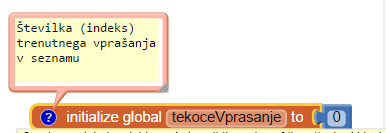 Številka (indeks)
trenutnega vprašanja
v seznamu
? initialize global tekoceVprasanje to 0